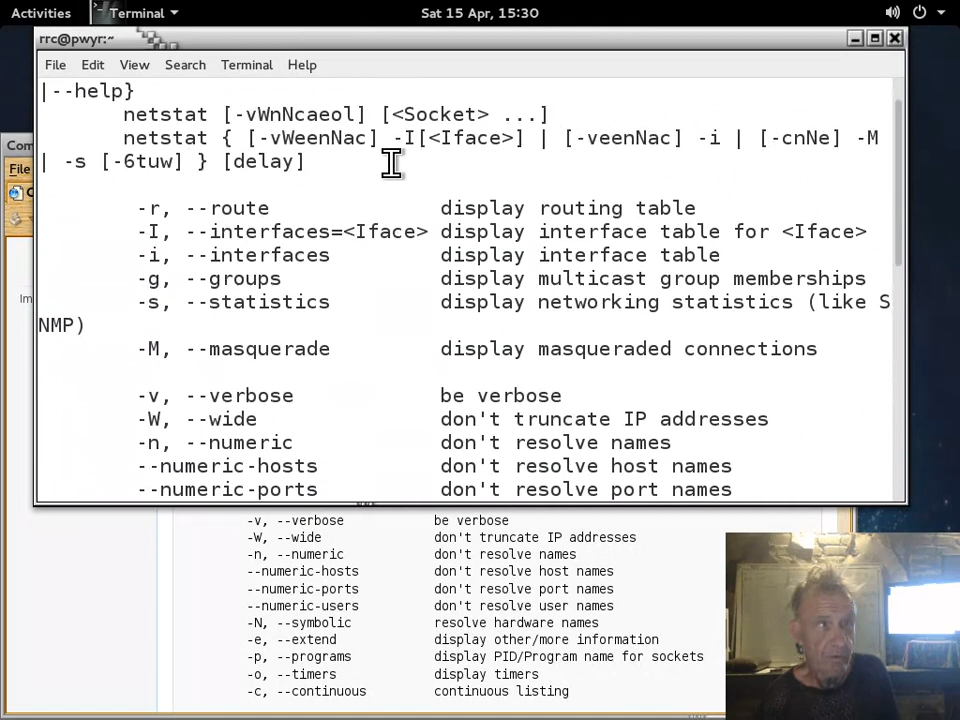 Activities Terminal Sat 15 Apr, 15:30
rrc@pwyr:~
File Edit View Search Terminal Help
|--help}
netstat [-vWnNcaeol] [<Socket> ...]
netstat { [-vWeenNac] -I[<Iface>] | [-veenNac] -i | [-cnNe] -M
| -s [-6tuw] } [delay]
-r, --route display routing table
-I, --interfaces=<Iface> display interface table for <Iface>
-i, --interfaces display interface table
-g, --groups display multicast group memberships
-s, --statistics display networking statistics (like S
NMP)
-M, --masquerade display masqueraded connections
-v, --verbose be verbose
-W, --wide don't truncate IP addresses
-n, --numeric don't resolve names
--numeric-hosts don't resolve host names
--numeric-ports don't resolve port names
Com
File
C
Im
-v, --verbose be verbose
-W, --wide don't truncate IP addresses
-n, --numeric don't resolve names
--numeric-hosts don't resolve host names
--numeric-ports don't resolve port names
--numeric-users don't resolve user names
-N, --symbolic resolve hardware names
-e, --extend display other/more information
-p, --programs display PID/Program name for sockets
-o, --timers display timers
-c, --continuous continuous listing